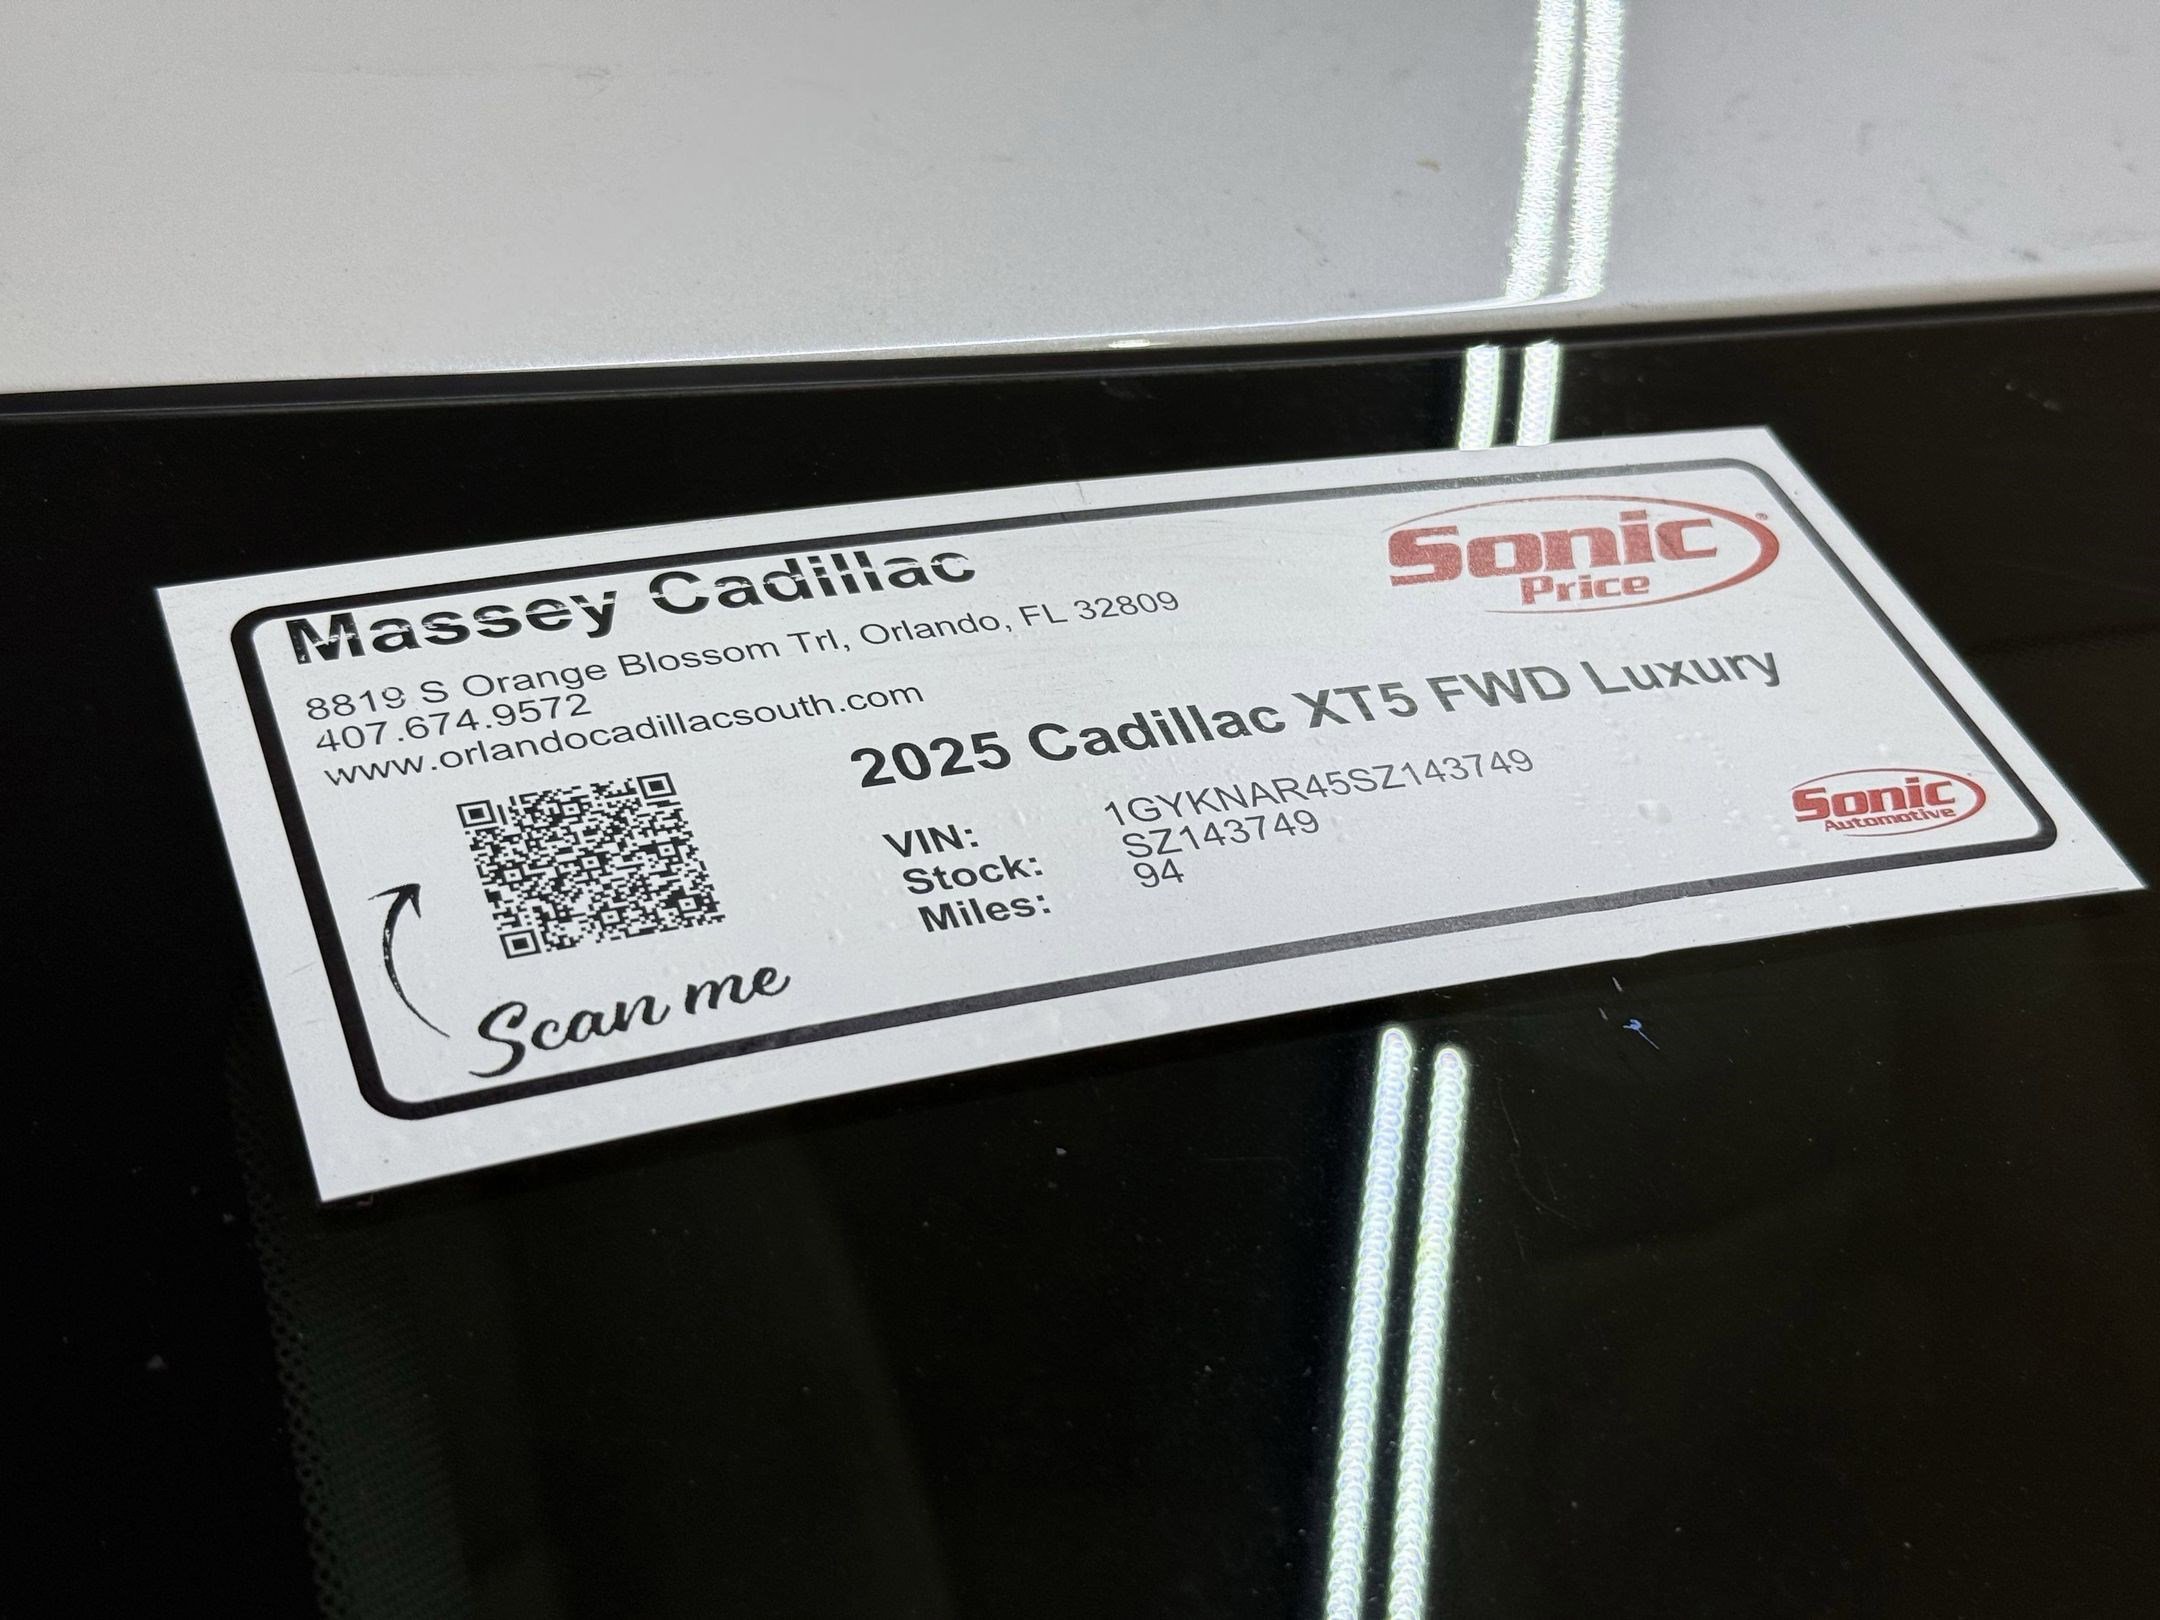 Massey Cadillac
8819 S Orange Blossom Trl, Orlando, FL 32809
407.674.9572
www.orlandocadillacsouth.com
Sonic®
Price
2025 Cadillac XT5 FWD Luxury
VIN: 1GYKNAR45SZ143749
Stock: SZ143749
Miles: 94
Scan me
Sonic
Automotive